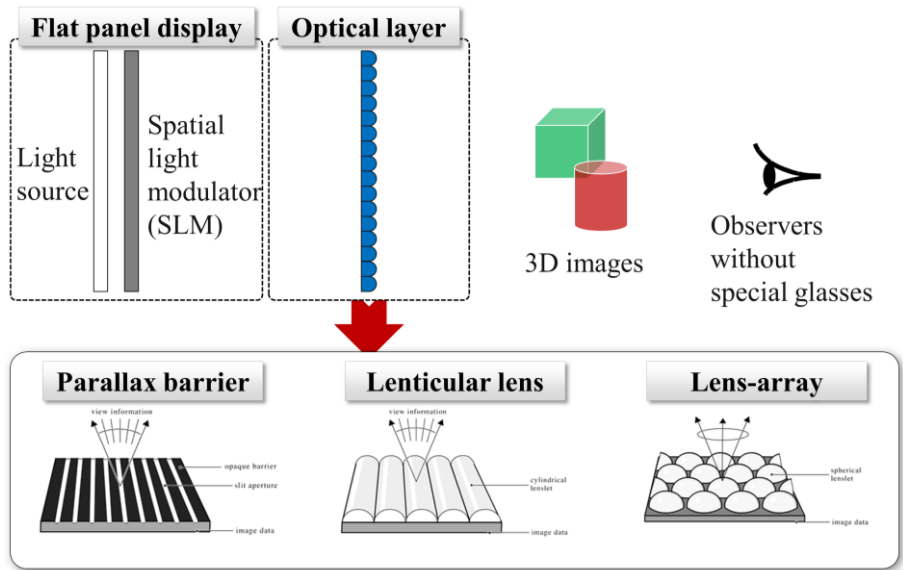 Flat panel display
Optical layer
Light
source
Spatial
light
modulator
(SLM)
3D images
Observers
without
special glasses
Parallax barrier
Lenticular lens
Lens-array
view information
opaque barrier
slit aperture
image data
view information
cylindrical
lenslet
image data
spherical
lenslet
image data